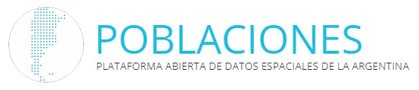 POBLACIONES
PLATAFORMA ABIERTA DE DATOS ESPACIALES DE LA ARGENTINA